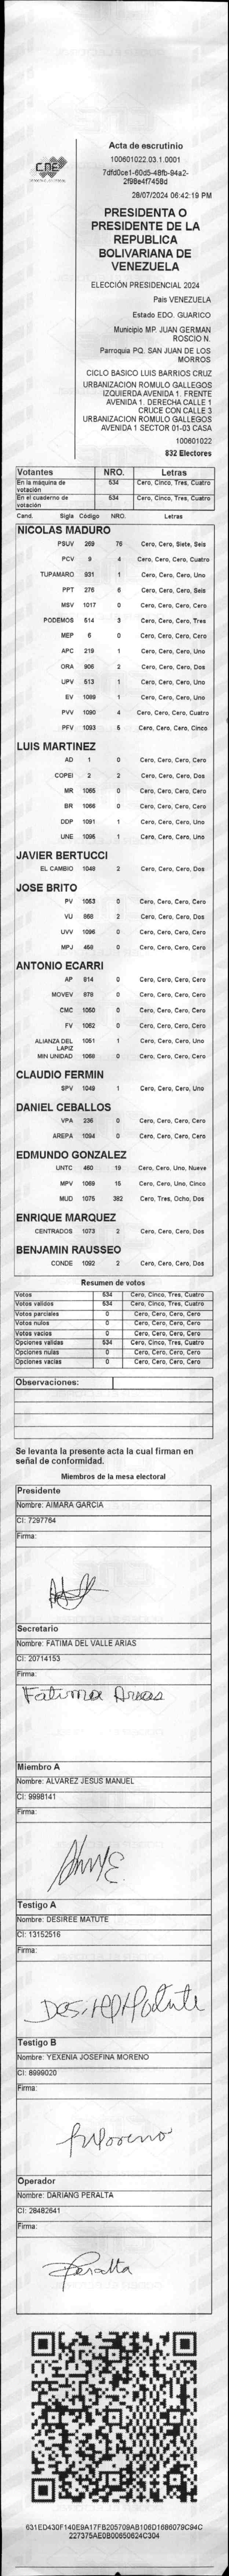 CNE
Acta de escrutinio
100601022.03.1.0001
7dfd0ce1-60d5-48fb-94a2-
2f98e4f7458d
28/07/2024 06:42:19 PM
PRESIDENTA O
PRESIDENTE DE LA
REPUBLICA
BOLIVARIANA DE
VENEZUELA
ELECCIÓN PRESIDENCIAL 2024
País VENEZUELA
Estado EDO. GUARICO
Municipio MP. JUAN GERMAN
ROSCIO N.
Parroquia PQ. SAN JUAN DE LOS
MORROS
CICLO BASICO LUIS BARRIOS CRUZ
URBANIZACION ROMULO GALLEGOS
IZQUIERDA AVENIDA 1. FRENTE
AVENIDA 1. DERECHA CALLE 1
CRUCE CON CALLE 3
URBANIZACION ROMULO GALLEGOS
AVENIDA 1 SECTOR 01-03 CASA
100601022
832 Electores
Votantes NRO. Letras
En la máquina de votación 534 Cero, Cinco, Tres, Cuatro
En el cuaderno de votación 534 Cero, Cinco, Tres, Cuatro
Cand. Sigla Código NRO. Letras
NICOLAS MADURO
PSUV 269 76 Cero, Cero, Siete, Seis
PCV 9 4 Cero, Cero, Cero, Cuatro
TUPAMARO 931 1 Cero, Cero, Cero, Uno
PPT 276 6 Cero, Cero, Cero, Seis
MSV 1017 0 Cero, Cero, Cero, Cero
PODEMOS 514 3 Cero, Cero, Cero, Tres
MEP 6 0 Cero, Cero, Cero, Cero
APC 219 1 Cero, Cero, Cero, Uno
ORA 906 2 Cero, Cero, Cero, Dos
UPV 513 1 Cero, Cero, Cero, Uno
EV 1089 1 Cero, Cero, Cero, Uno
PVV 1090 4 Cero, Cero, Cero, Cuatro
PFV 1093 5 Cero, Cero, Cero, Cinco
LUIS MARTINEZ
AD 1 0 Cero, Cero, Cero, Cero
COPEI 2 2 Cero, Cero, Cero, Dos
MR 1065 0 Cero, Cero, Cero, Cero
BR 1066 0 Cero, Cero, Cero, Cero
DDP 1091 1 Cero, Cero, Cero, Uno
UNE 1095 1 Cero, Cero, Cero, Uno
JAVIER BERTUCCI
EL CAMBIO 1048 2 Cero, Cero, Cero, Dos
JOSE BRITO
PV 1053 0 Cero, Cero, Cero, Cero
VU 868 2 Cero, Cero, Cero, Dos
UVV 1096 0 Cero, Cero, Cero, Cero
MPJ 458 0 Cero, Cero, Cero, Cero
ANTONIO ECARRI
AP 814 0 Cero, Cero, Cero, Cero
MOVEV 878 0 Cero, Cero, Cero, Cero
CMC 1050 0 Cero, Cero, Cero, Cero
FV 1052 0 Cero, Cero, Cero, Cero
ALIANZA DEL LAPIZ 1051 1 Cero, Cero, Cero, Uno
MIN UNIDAD 1068 0 Cero, Cero, Cero, Cero
CLAUDIO FERMIN
SPV 1049 1 Cero, Cero, Cero, Uno
DANIEL CEBALLOS
VPA 236 0 Cero, Cero, Cero, Cero
AREPA 1094 0 Cero, Cero, Cero, Cero
EDMUNDO GONZALEZ
UNTC 460 19 Cero, Cero, Uno, Nueve
MPV 1069 15 Cero, Cero, Uno, Cinco
MUD 1075 382 Cero, Tres, Ocho, Dos
ENRIQUE MARQUEZ
CENTRADOS 1073 2 Cero, Cero, Cero, Dos
BENJAMIN RAUSSEO
CONDE 1092 2 Cero, Cero, Cero, Dos
Resumen de votos
Votos 534 Cero, Cinco, Tres, Cuatro
Votos validos 534 Cero, Cinco, Tres, Cuatro
Votos parciales 0 Cero, Cero, Cero, Cero
Votos nulos 0 Cero, Cero, Cero, Cero
Votos vacios 0 Cero, Cero, Cero, Cero
Opciones validas 534 Cero, Cinco, Tres, Cuatro
Opciones nulas 0 Cero, Cero, Cero, Cero
Opciones vacias 0 Cero, Cero, Cero, Cero
Observaciones:
Se levanta la presente acta la cual firman en
señal de conformidad.
Miembros de la mesa electoral
Presidente
Nombre: AIMARA GARCIA
CI: 7297764
Firma:
Secretario
Nombre: FATIMA DEL VALLE ARIAS
CI: 20714153
Firma:
Fatima Arias
Miembro A
Nombre: ALVAREZ JESUS MANUEL
CI: 9998141
Firma:
Testigo A
Nombre: DESIREE MATUTE
CI: 13152516
Firma:
Testigo B
Nombre: YEXENIA JOSEFINA MORENO
CI: 8999020
Firma:
Operador
Nombre: DARIANG PERALTA
CI: 28482641
Firma:
Peralta
631ED430F140E9A17FB205709AB106D1686079C94C
227375AE0B00650624C304